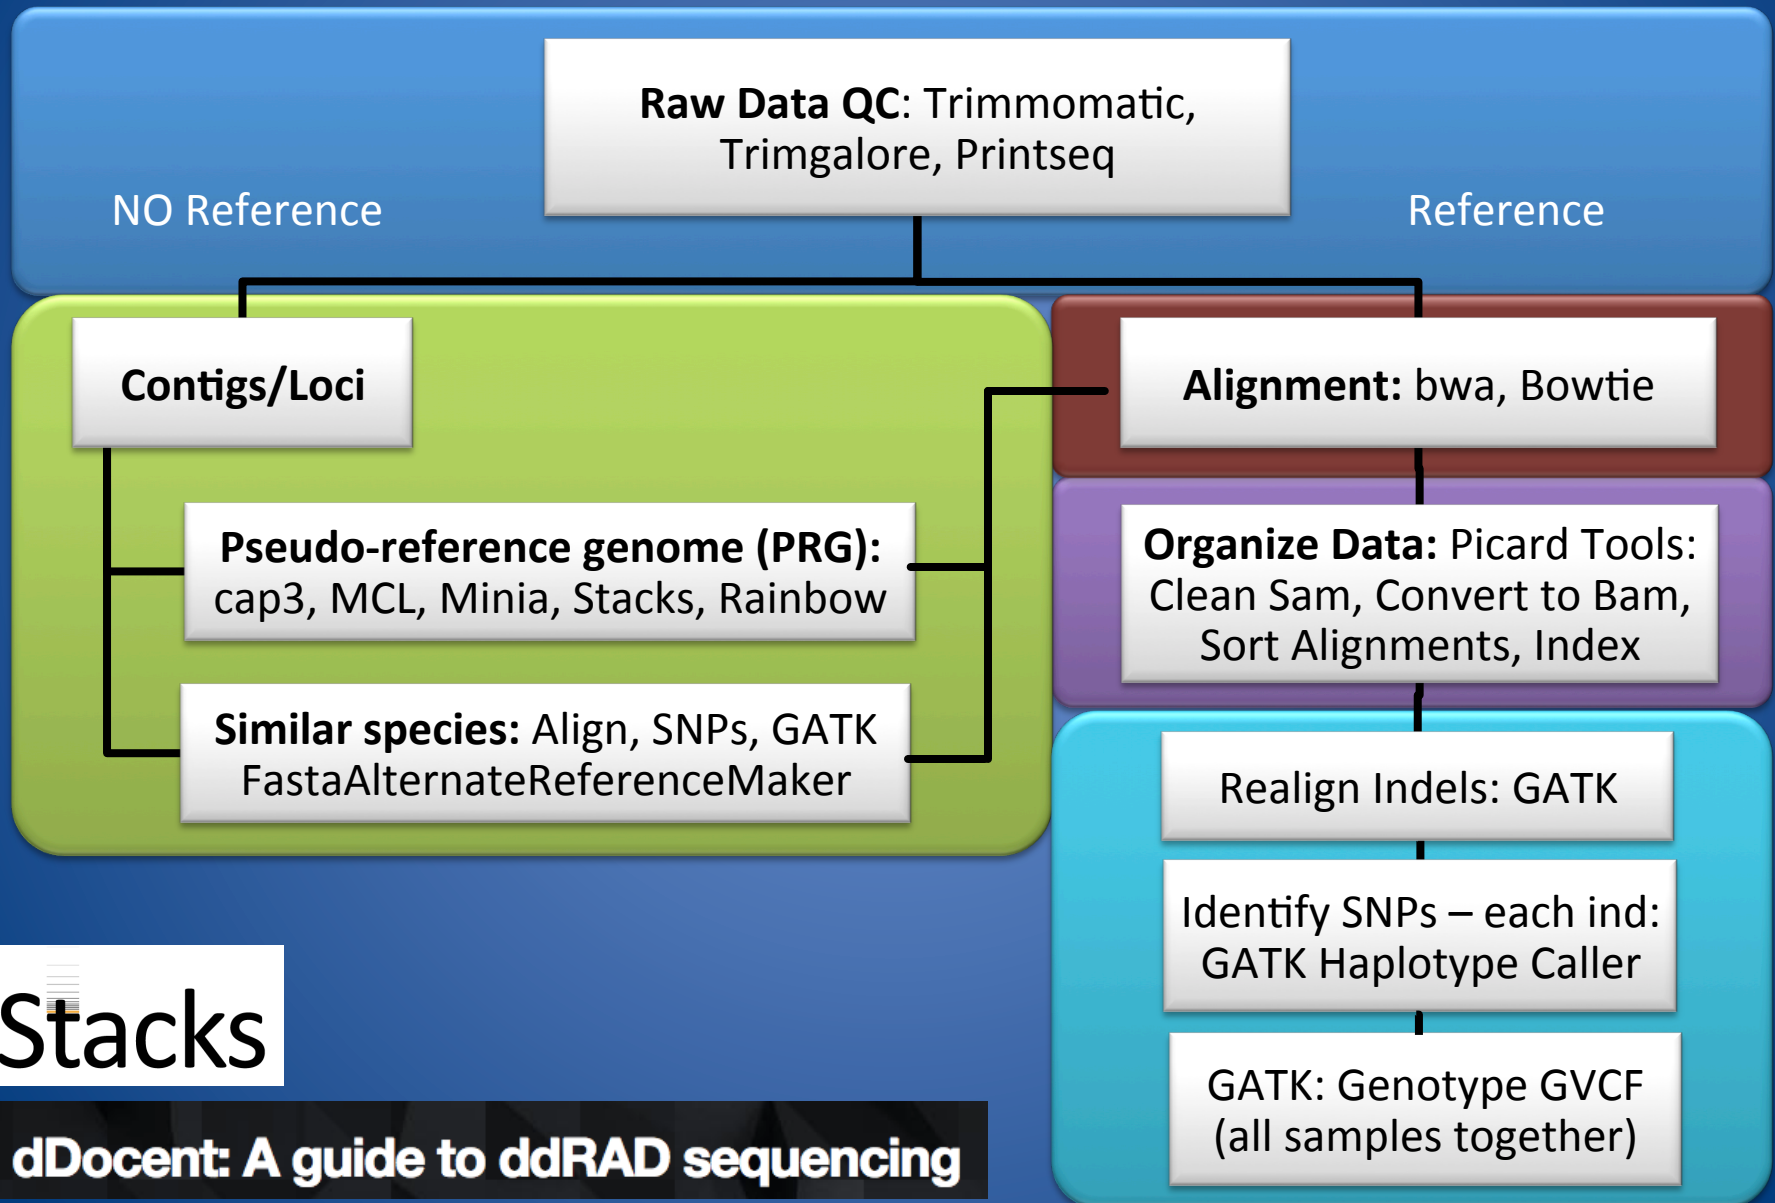 Raw Data QC: Trimmomatic,
Trimgalore, Printseq
NO Reference
Reference
Contigs/Loci
Pseudo-reference genome (PRG):
cap3, MCL, Minia, Stacks, Rainbow
Similar species: Align, SNPs, GATK
FastaAlternateReferenceMaker
Alignment: bwa, Bowtie
Organize Data: Picard Tools:
Clean Sam, Convert to Bam,
Sort Alignments, Index
Realign Indels: GATK
Identify SNPs – each ind:
GATK Haplotype Caller
GATK: Genotype GVCF
(all samples together)
Stacks
dDocent: A guide to ddRAD sequencing